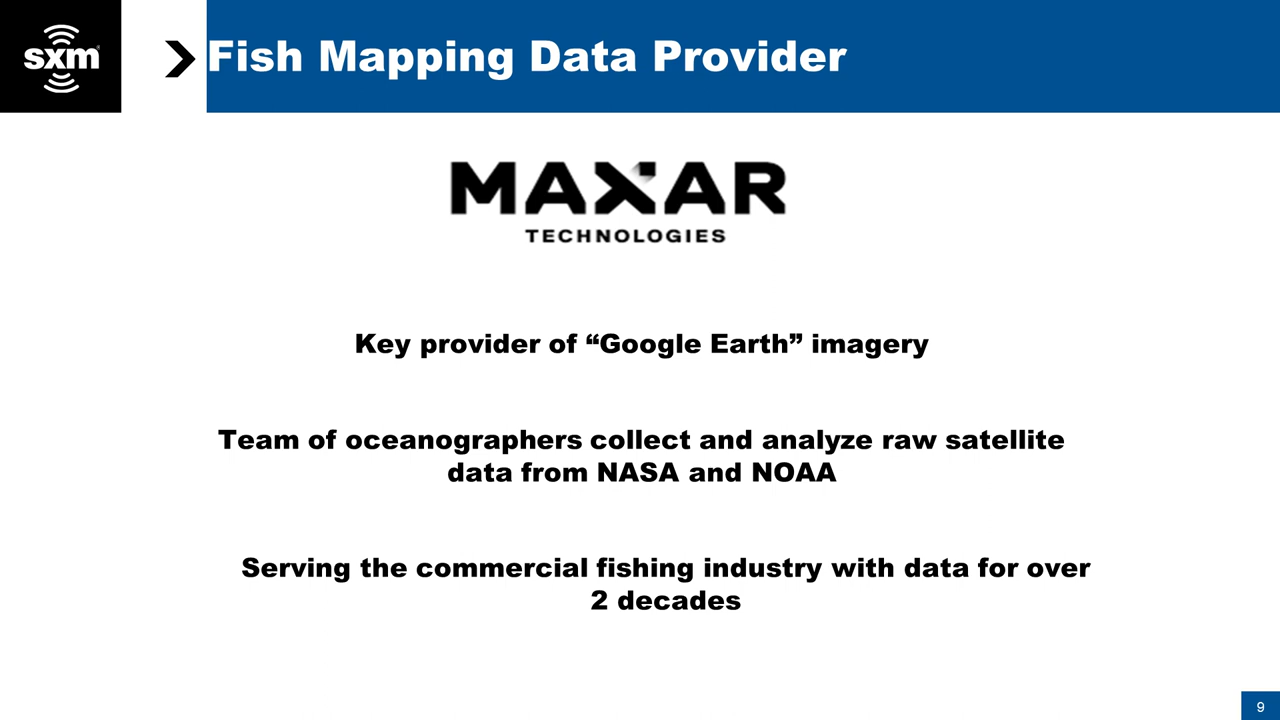 sxm
Fish Mapping Data Provider
MAXAR
TECHNOLOGIES
Key provider of “Google Earth” imagery
Team of oceanographers collect and analyze raw satellite
data from NASA and NOAA
Serving the commercial fishing industry with data for over
2 decades
9